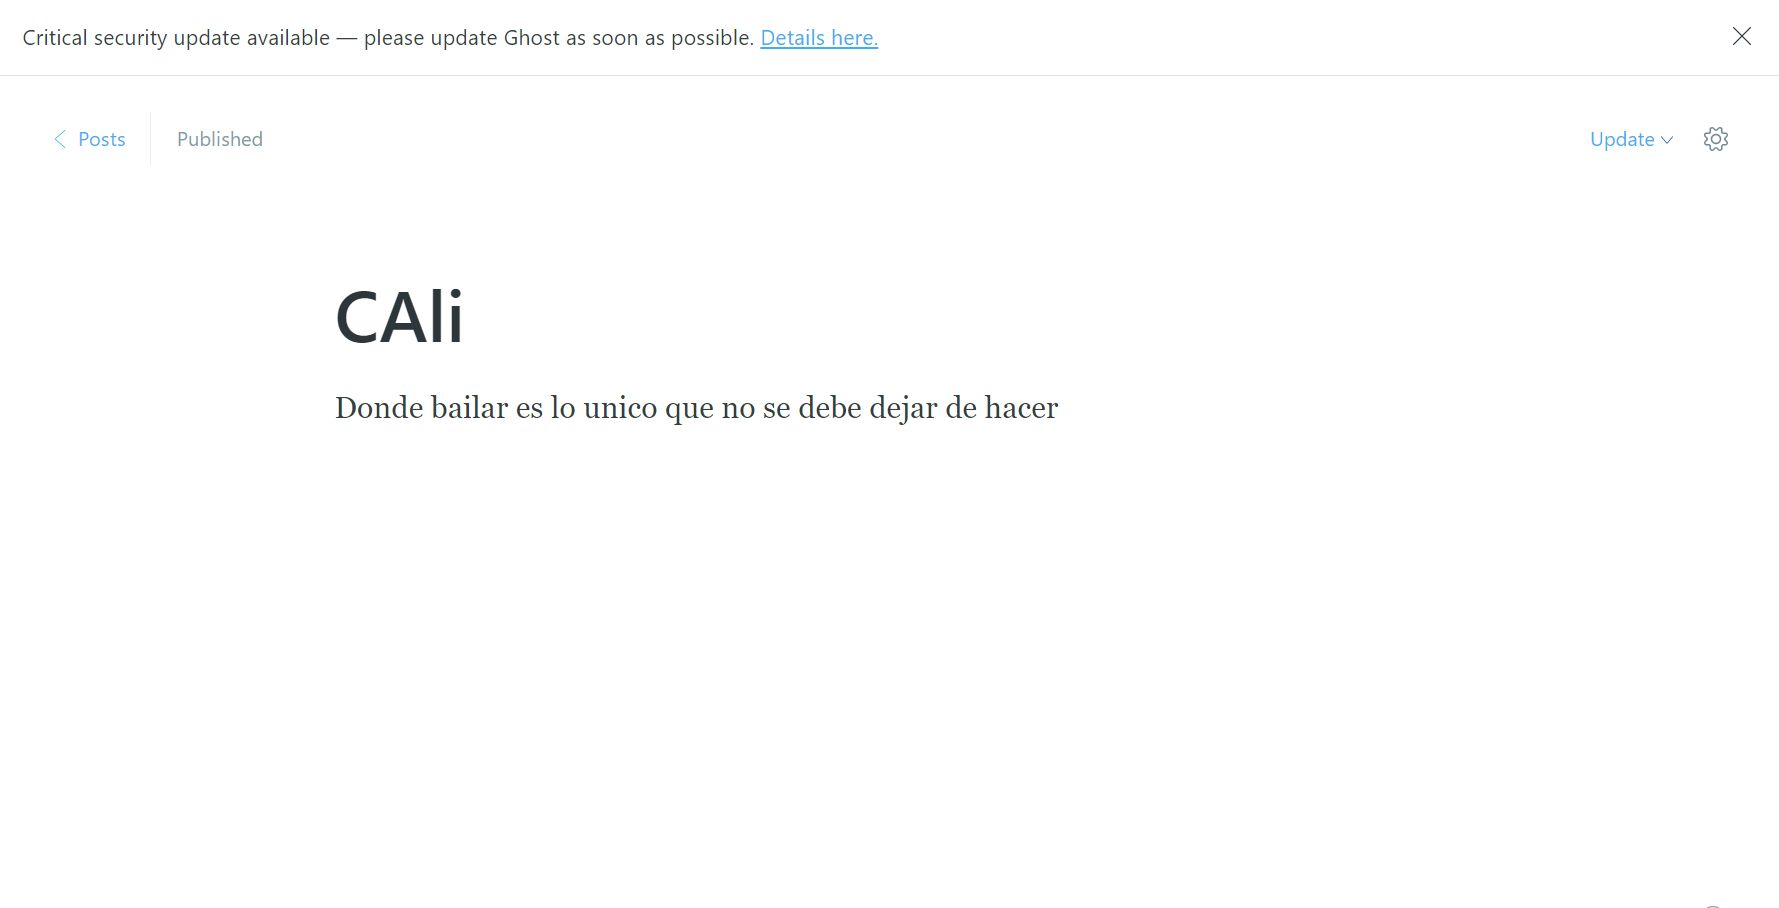 Critical security update available — please update Ghost as soon as possible. Details here.
Posts
Published
Update
CAli
Donde bailar es lo unico que no se debe dejar de hacer